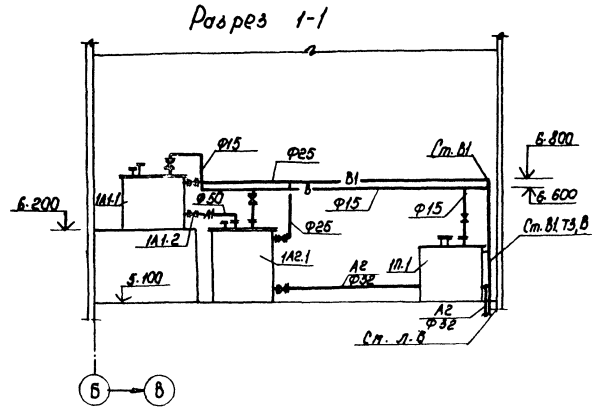 Разрез 1-1
Ф15
Ф25
Ст. В1
6.800
В1
В
1А1-1
Ф50
Ф15
Ф15
6.600
6.200
Ф25
Ст. В1, Т3, В
1А1-2
1А2.1
А2
Ф32
1П.1
5.100
А2
Ф32
См. л. 8
Б
В